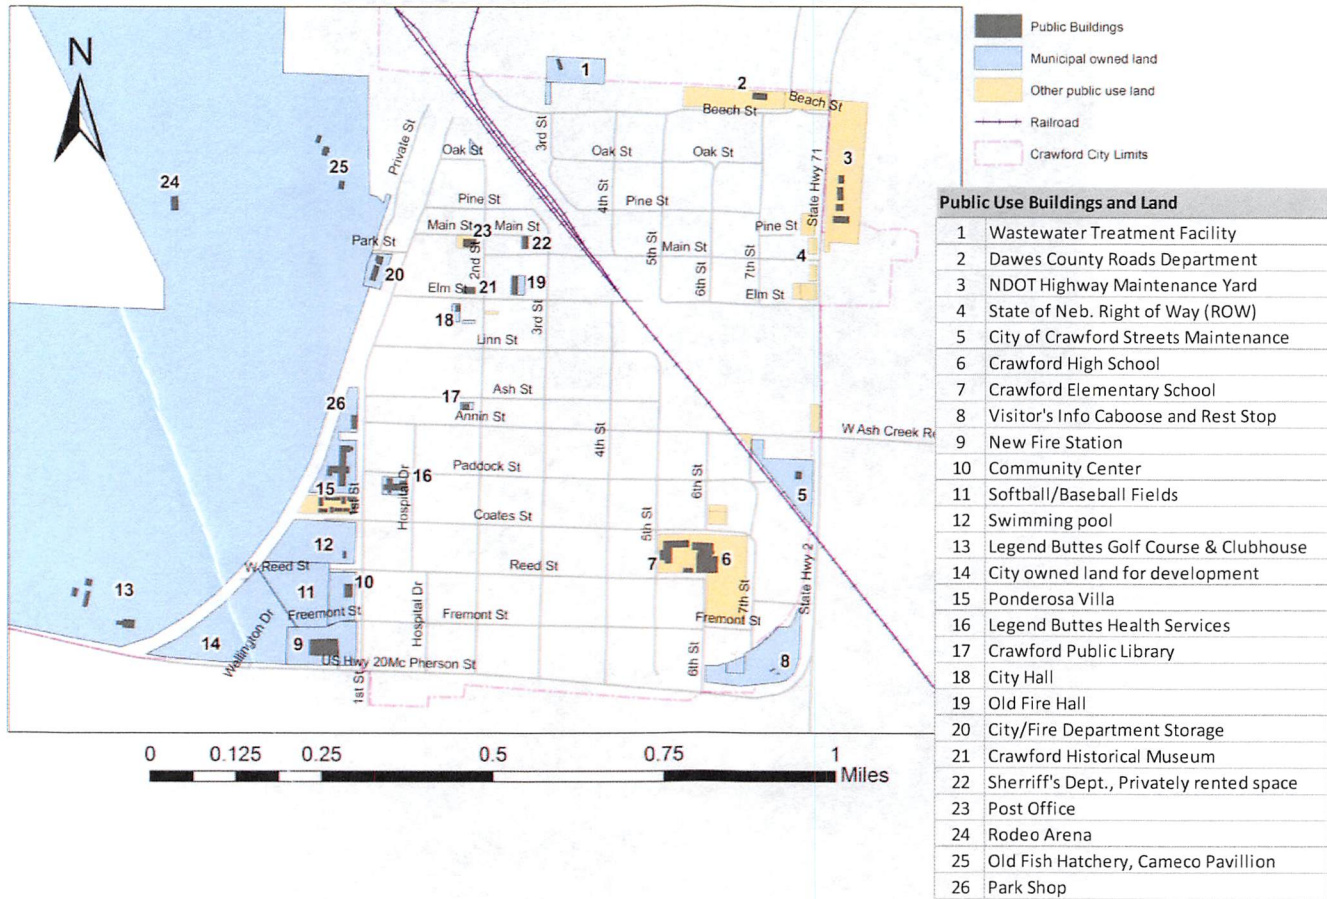 N
Public Buildings
Municipal owned land
Other public use land
Railroad
Crawford City Limits
1
2
Beech St
Beach St
3rd St
Private St
Oak St
Oak St
Oak St
25
24
State Hwy 71
3
4th St
Pine St
Pine St
Pine St
Main St
Main St
23
22
Park St
2nd St
5th St
Main St
7th St
4
20
6th St
Elm St
21
19
Elm St
18
3rd St
Linn St
Ash St
17
26
Annin St
4th St
W Ash Creek Re
Paddock St
6th St
16
Hospital Dr
15
1st St
5
Coates St
5th St
12
Reed St
7
6
W Reed St
State Hwy 2
13
11
10
7th St
Freemont St
Hospital Dr
Fremont St
Fremont St
Wellington Dr
14
9
US Hwy 20
Mc Pherson St
6th St
8
1st St
0 0.125 0.25 0.5 0.75 1
Miles
Public Use Buildings and Land
1 Wastewater Treatment Facility
2 Dawes County Roads Department
3 NDOT Highway Maintenance Yard
4 State of Neb. Right of Way (ROW)
5 City of Crawford Streets Maintenance
6 Crawford High School
7 Crawford Elementary School
8 Visitor's Info Caboose and Rest Stop
9 New Fire Station
10 Community Center
11 Softball/Baseball Fields
12 Swimming pool
13 Legend Buttes Golf Course & Clubhouse
14 City owned land for development
15 Ponderosa Villa
16 Legend Buttes Health Services
17 Crawford Public Library
18 City Hall
19 Old Fire Hall
20 City/Fire Department Storage
21 Crawford Historical Museum
22 Sherriff's Dept., Privately rented space
23 Post Office
24 Rodeo Arena
25 Old Fish Hatchery, Cameco Pavillion
26 Park Shop